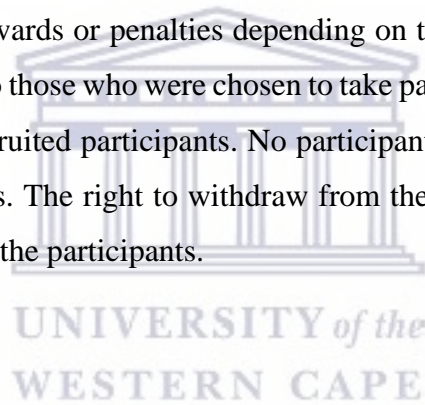 wards or penalties depending on t
those who were chosen to take pa
ruited participants. No participan
s. The right to withdraw from the
the participants.
UNIVERSITY of the
WESTERN CAPE